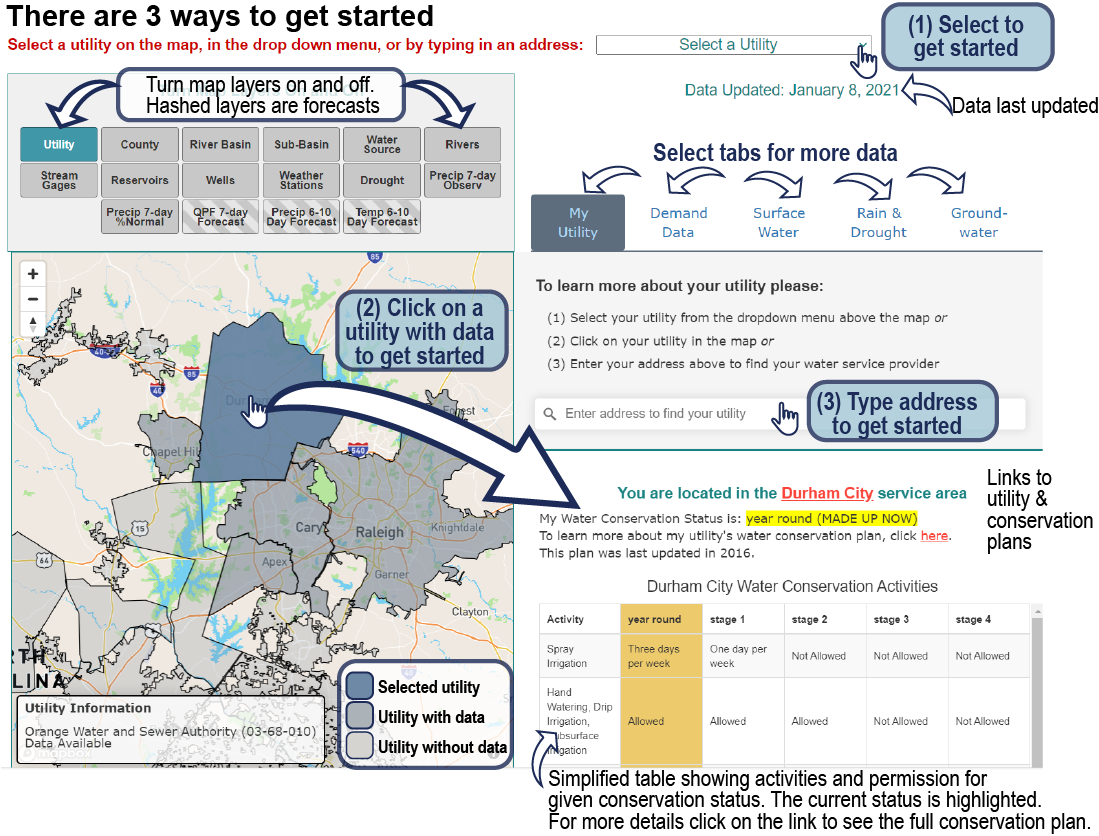 There are 3 ways to get started
Select a utility on the map, in the drop down menu, or by typing in an address:
Select a Utility
(1) Select to
get started
Data Updated: January 8, 2021
Data last updated
Turn map layers on and off.
Hashed layers are forecasts
Utility
County
River Basin
Sub-Basin
Water
Source
Rivers
Stream
Gages
Reservoirs
Wells
Weather
Stations
Drought
Precip 7-day
Observ
Precip 7-day
%Normal
QPF 7-day
Forecast
Precip 6-10
Day Forecast
Temp 6-10
Day Forecast
Select tabs for more data
My
Utility
Demand
Data
Surface
Water
Rain &
Drought
Ground-
water
To learn more about your utility please:
(1) Select your utility from the dropdown menu above the map or
(2) Click on your utility in the map or
(3) Enter your address above to find your water service provider
Enter address to find your utility
(3) Type address
to get started
+
−
85
(2) Click on a
utility with data
to get started
40
85
40
Forest
Chapel Hil
540
15
Cary
Raleigh
Knightdale
64
Apex
Garner
Clayton
RTH
LINA
Utility Information
Orange Water and Sewer Authority (03-68-010)
Data Available
Selected utility
Utility with data
Utility without data
You are located in the Durham City service area
My Water Conservation Status is: year round (MADE UP NOW)
To learn more about my utility's water conservation plan, click here.
This plan was last updated in 2016.
Links to
utility &
conservation
plans
Durham City Water Conservation Activities
Activity year round stage 1 stage 2 stage 3 stage 4
Spray
Irrigation
Three days
per week
One day per
week
Not Allowed
Not Allowed
Not Allowed
Hand
Watering, Drip
Irrigation,
ubsurface
Irrigation
Allowed
Allowed
Allowed
Not Allowed
Not Allowed
Simplified table showing activities and permission for
given conservation status. The current status is highlighted.
For more details click on the link to see the full conservation plan.